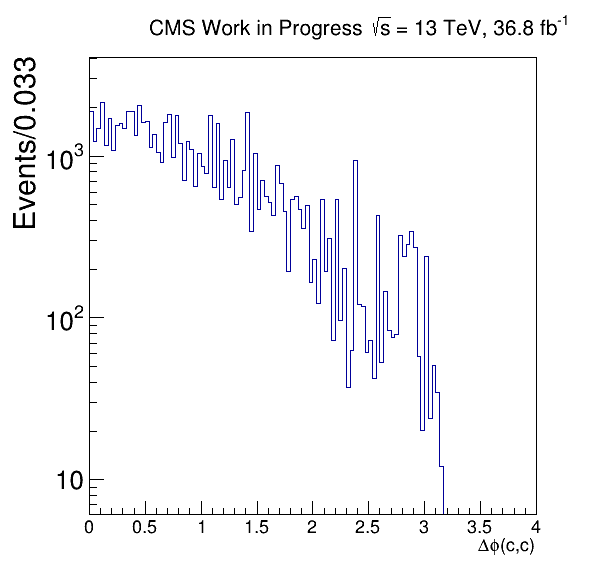 CMS Work in Progress √s = 13 TeV, 36.8 fb⁻¹
Events/0.033
10³
10²
10
0 0.5 1 1.5 2 2.5 3 3.5 4
Δϕ(c,c)